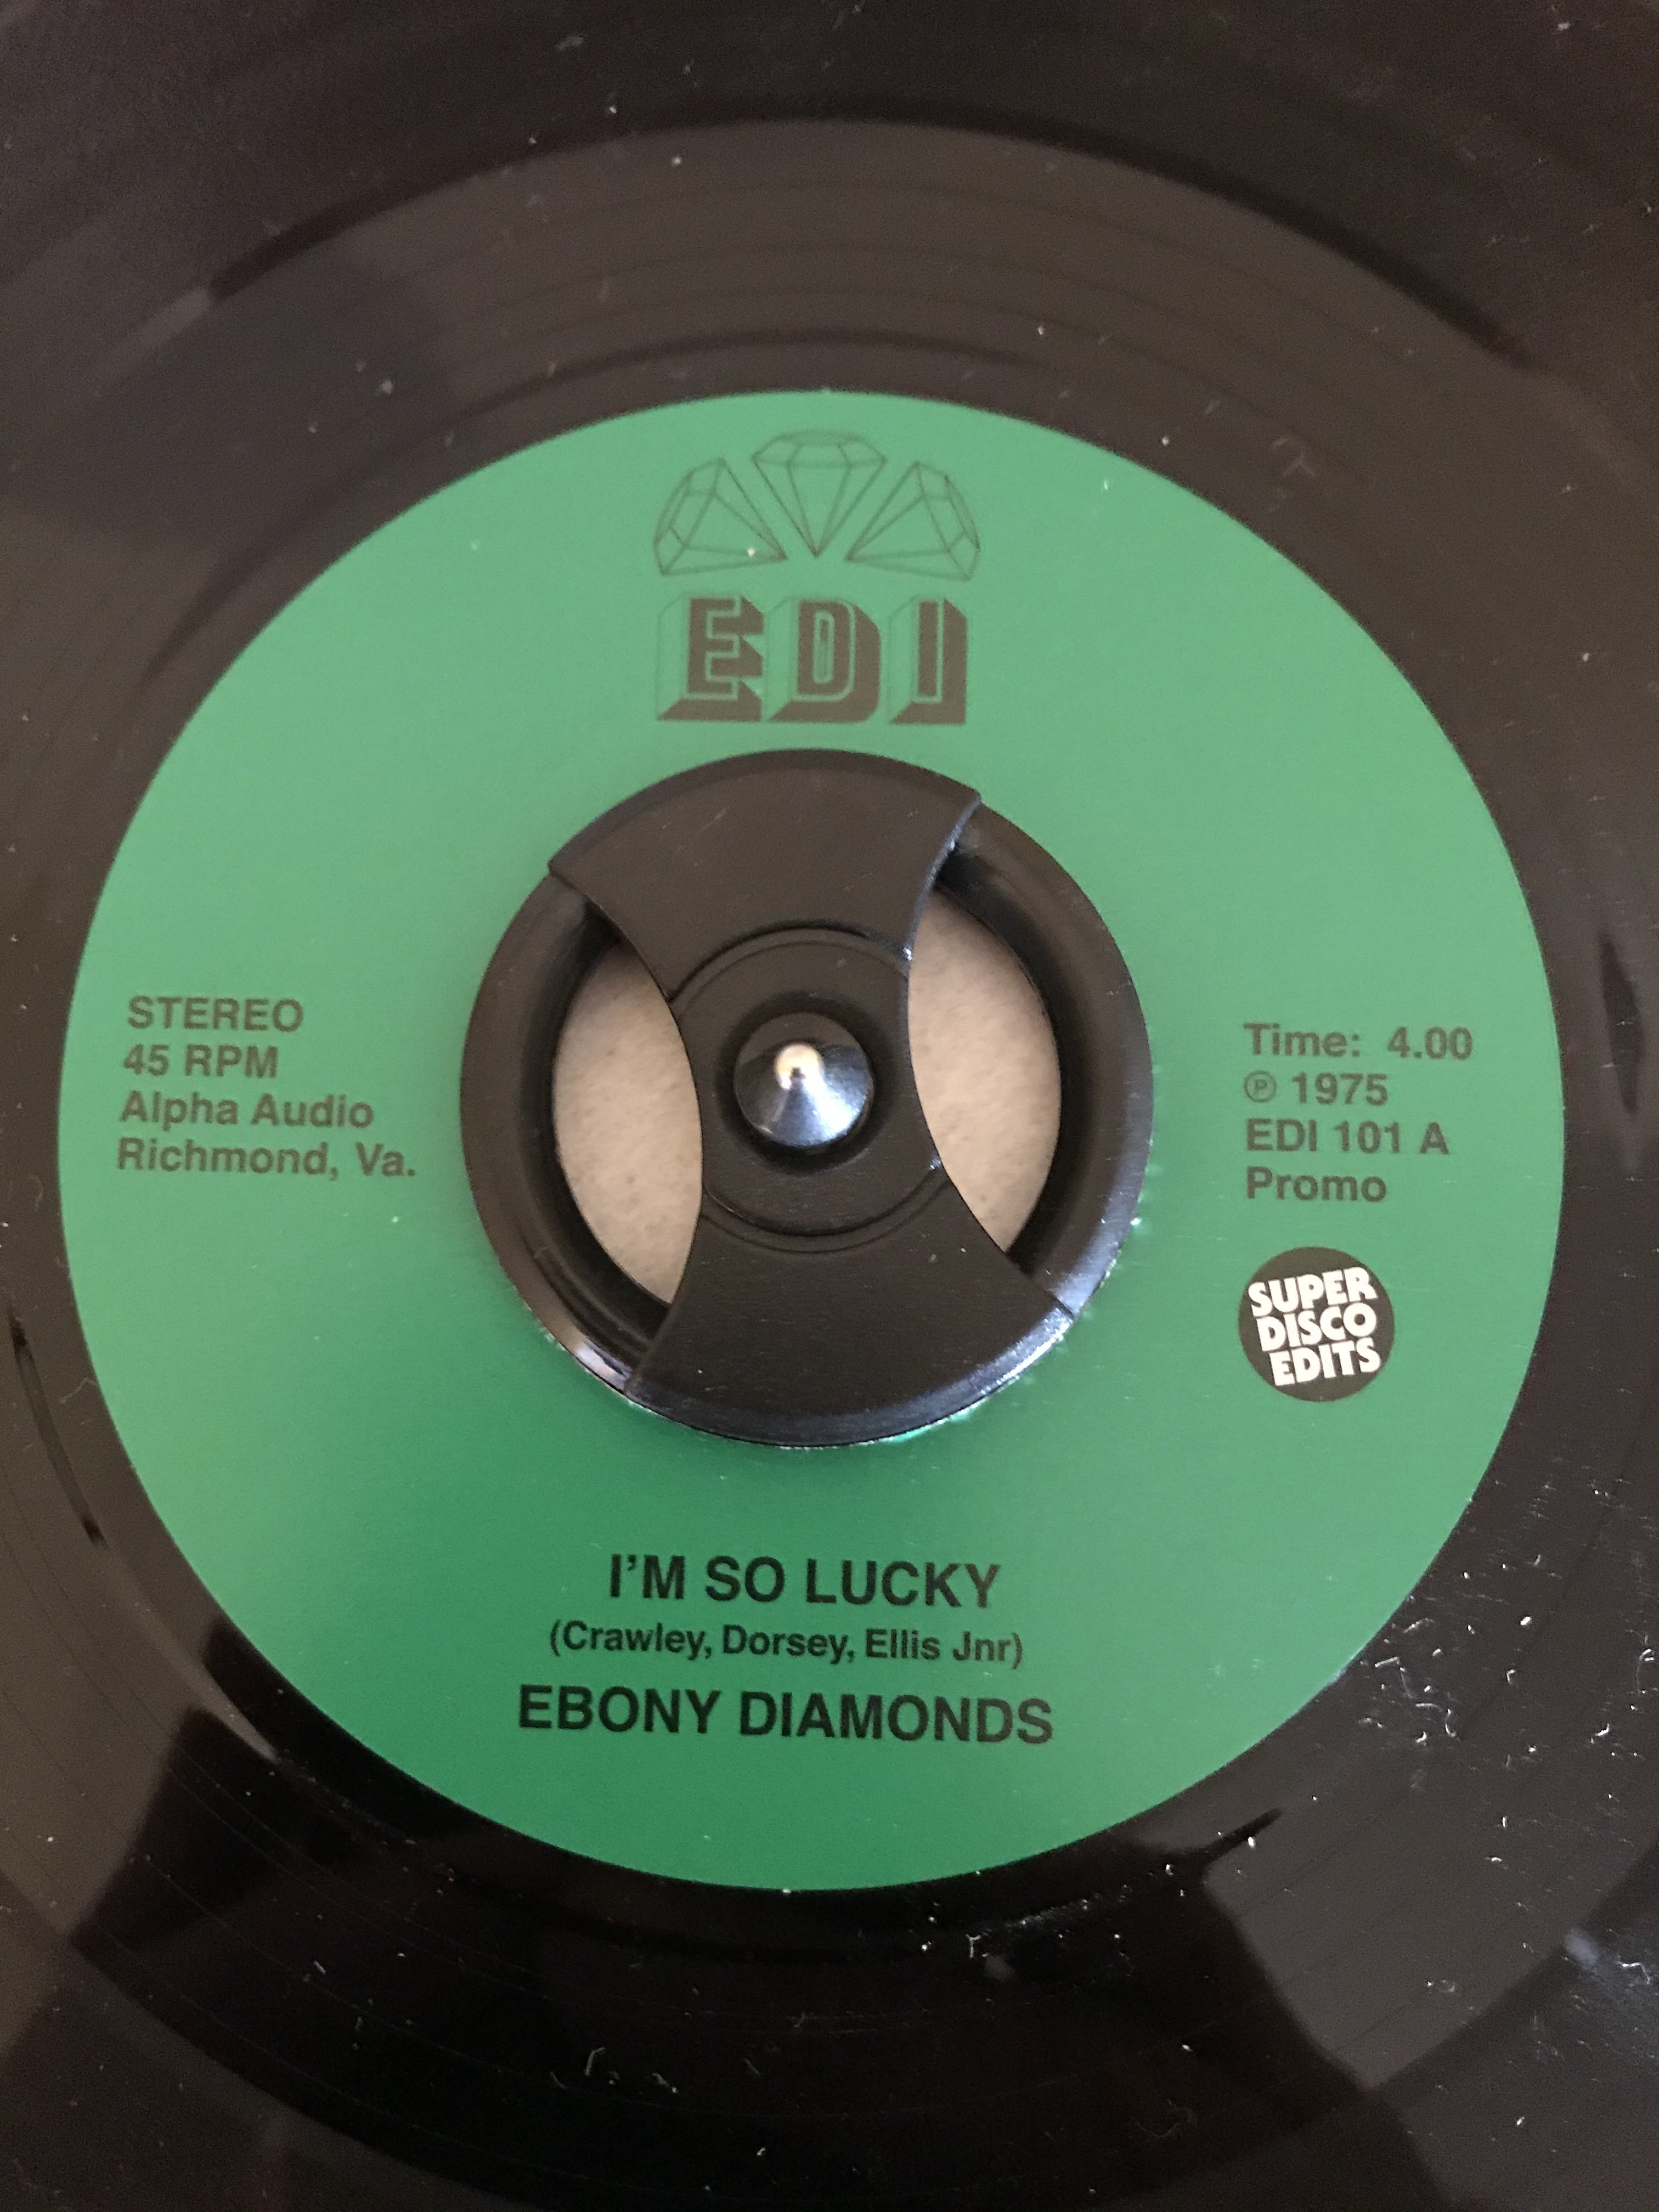 EDI
STEREO
45 RPM
Alpha Audio
Richmond, Va.
Time: 4.00
℗ 1975
EDI 101 A
Promo
SUPER
DISCO
EDITS
I'M SO LUCKY
(Crawley, Dorsey, Ellis Jnr)
EBONY DIAMONDS